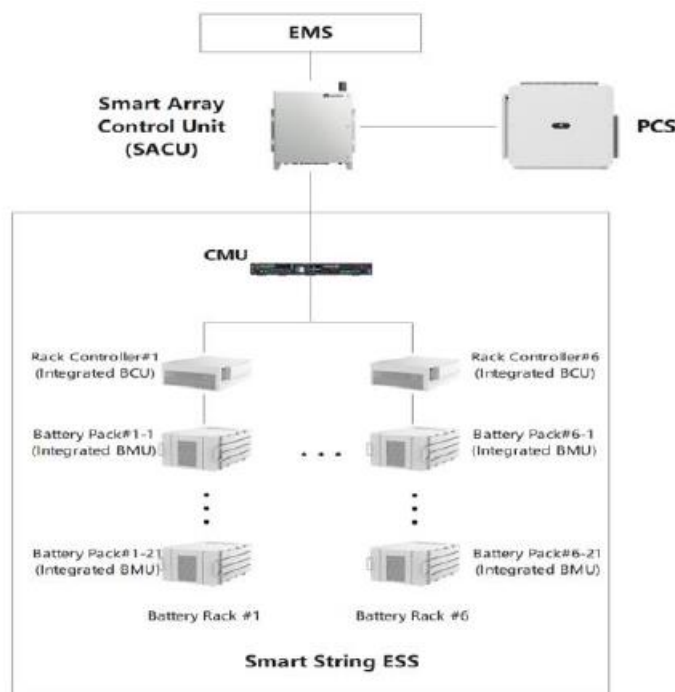 EMS
Smart Array
Control Unit
(SACU)
PCS
CMU
Rack Controller#1
(Integrated BCU)
Rack Controller#6
(Integrated BCU)
Battery Pack#1-1
(Integrated BMU)
Battery Pack#6-1
(Integrated BMU)
Battery Pack#1-21
(Integrated BMU)
Battery Pack#6-21
(Integrated BMU)
Battery Rack #1
Battery Rack #6
Smart String ESS